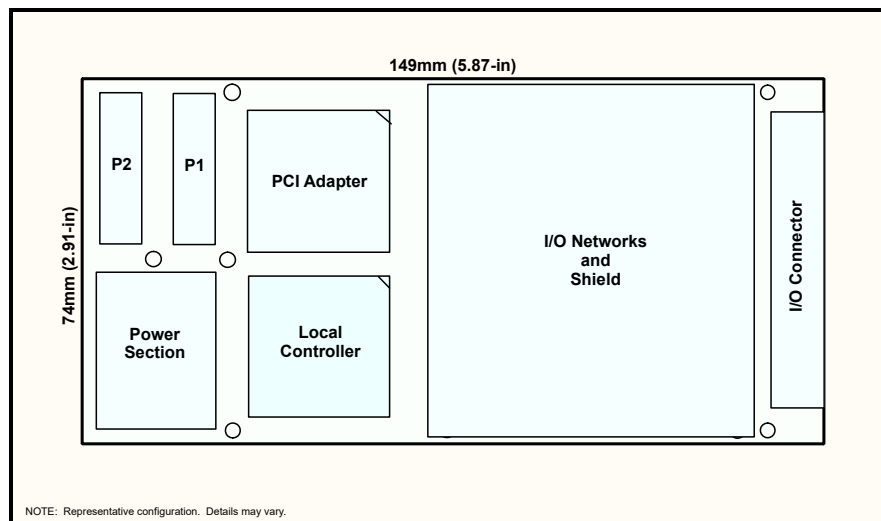 149mm (5.87-in)
P2
P1
PCI Adapter
74mm (2.91-in)
I/O Networks
and
Shield
I/O Connector
Power
Section
Local
Controller
NOTE: Representative configuration. Details may vary.